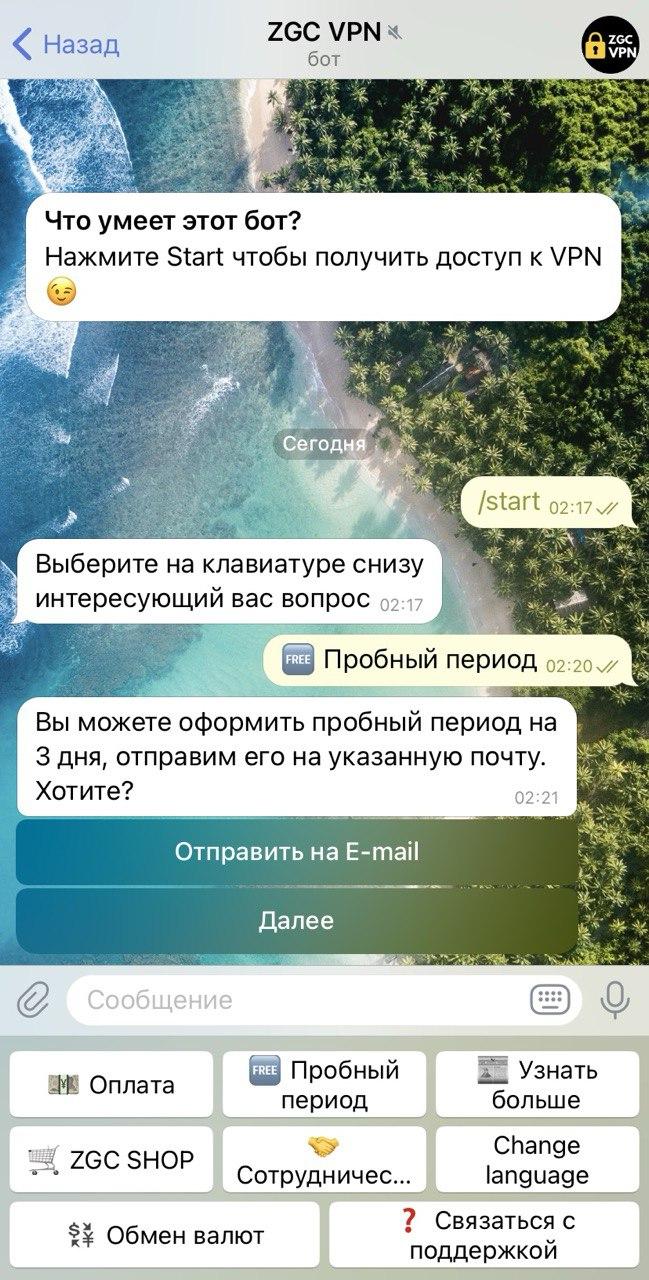 Назад
ZGC VPN
бот
ZGC
VPN
Что умеет этот бот?
Нажмите Start чтобы получить доступ к VPN
😉
Сегодня
/start 02:17
Выберите на клавиатуре снизу
интересующий вас вопрос 02:17
🆓 Пробный период 02:20
Вы можете оформить пробный период на
3 дня, отправим его на указанную почту.
Хотите?
02:21
Отправить на E-mail
Далее
Сообщение
💴 Оплата
🆓 Пробный
период
📰 Узнать
больше
🛒 ZGC SHOP
🤝
Сотрудничес...
Change
language
💱 Обмен валют
❓ Связаться с
поддержкой